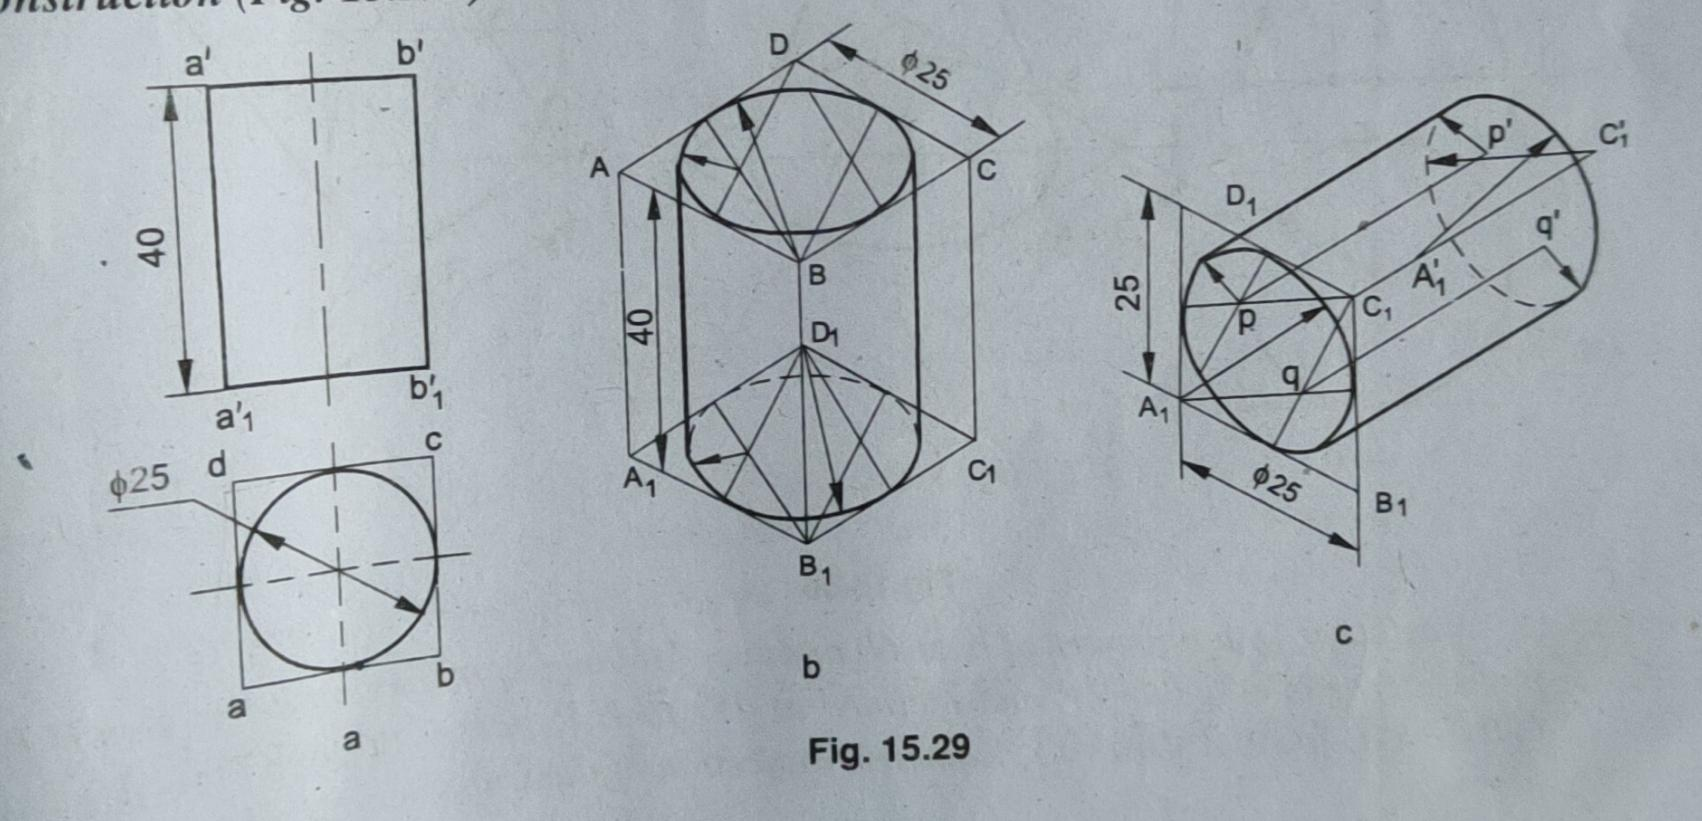 a'
b'
40
a'1
b'1
d
c
ϕ25
a
b
a
D
ϕ25
A
C
B
40
D1
A1
C1
B1
b
p'
C'1
D1
q'
A'1
25
C1
p
q
A1
ϕ25
B1
c
Fig. 15.29